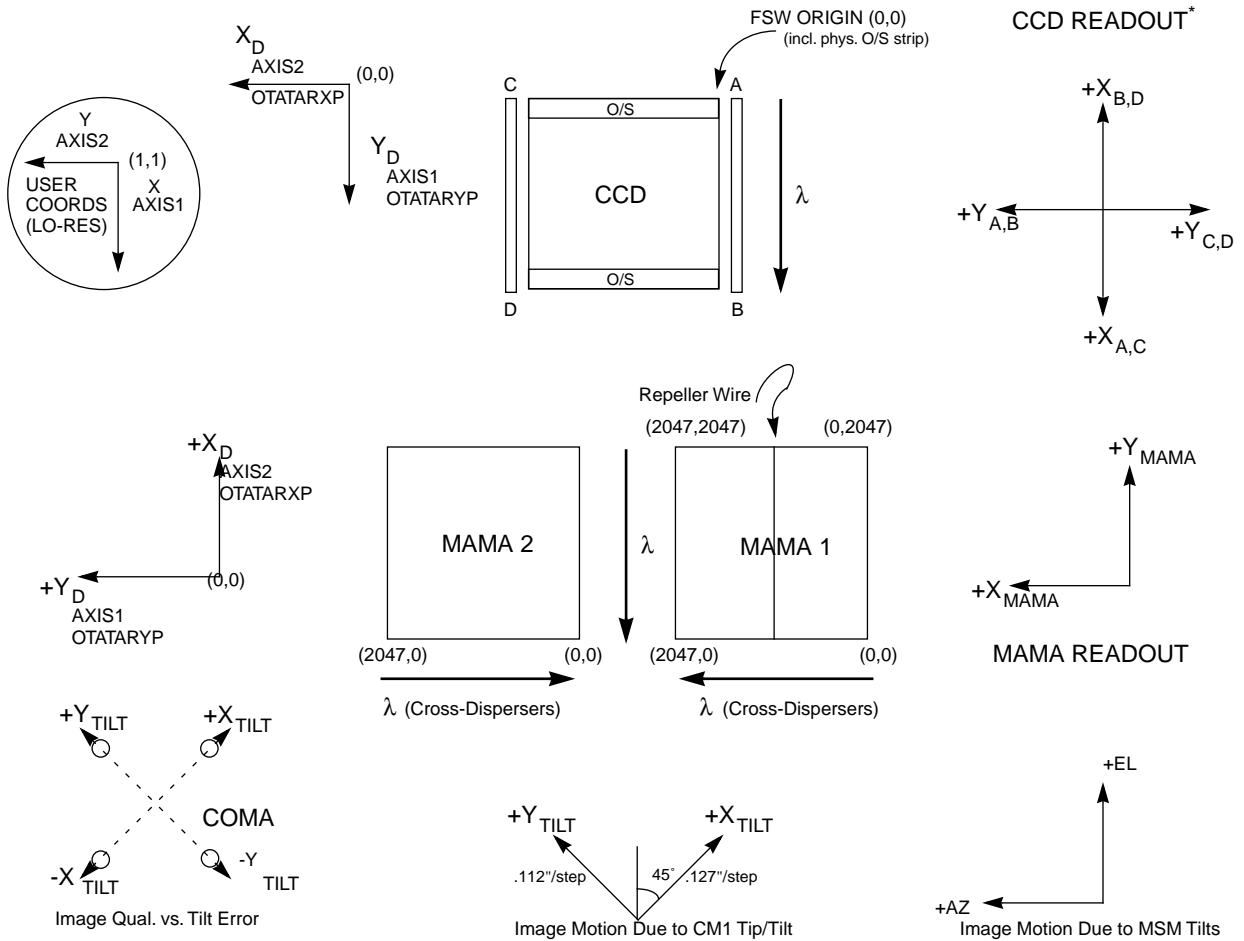 FSW ORIGIN (0,0)
(incl. phys. O/S strip)
CCD READOUT*
X_D
AXIS2
(0,0)
OTATARXP
Y_D
AXIS1
OTATARYP
Y
AXIS2
(1,1)
USER
COORDS
(LO-RES)
X
AXIS1
C
A
O/S
CCD
λ
O/S
D
B
+X_B,D
+Y_A,B
+Y_C,D
+X_A,C
Repeller Wire
(2047,2047)
(0,2047)
+X_D
AXIS2
OTATARXP
+Y_D
(0,0)
AXIS1
OTATARYP
MAMA 2
λ
MAMA 1
(2047,0)
(0,0)
(2047,0)
(0,0)
λ (Cross-Dispersers)
λ (Cross-Dispersers)
+Y_MAMA
+X_MAMA
MAMA READOUT
+Y_TILT
+X_TILT
COMA
-X_TILT
-Y_TILT
Image Qual. vs. Tilt Error
+Y_TILT
+X_TILT
.112"/step
45°
.127"/step
Image Motion Due to CM1 Tip/Tilt
+EL
+AZ
Image Motion Due to MSM Tilts